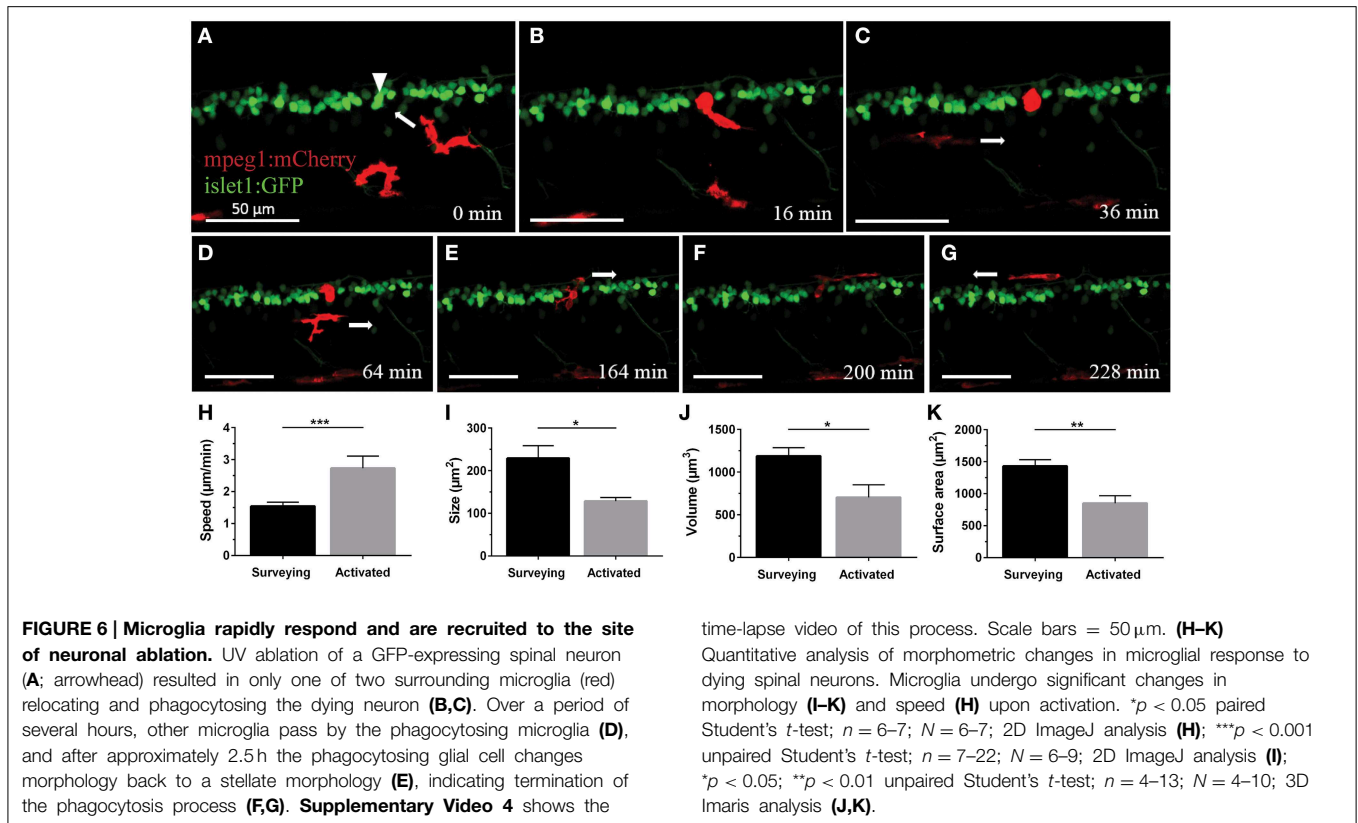 A
B
C
mpeg1:mCherry
islet1:GFP
50 µm
0 min
16 min
36 min
D
E
F
G
64 min
164 min
200 min
228 min
H
***
Speed (µm/min)
4
3
2
1
0
Surveying
Activated
I
*
Size (µm²)
300
200
100
0
Surveying
Activated
J
*
Volume (µm³)
1500
1000
500
0
Surveying
Activated
K
**
Surface area (µm²)
2000
1500
1000
500
0
Surveying
Activated
FIGURE 6 | Microglia rapidly respond and are recruited to the site
of neuronal ablation. UV ablation of a GFP-expressing spinal neuron
(A; arrowhead) resulted in only one of two surrounding microglia (red)
relocating and phagocytosing the dying neuron (B,C). Over a period of
several hours, other microglia pass by the phagocytosing microglia (D),
and after approximately 2.5 h the phagocytosing glial cell changes
morphology back to a stellate morphology (E), indicating termination of
the phagocytosis process (F,G). Supplementary Video 4 shows the
time-lapse video of this process. Scale bars = 50 µm. (H–K)
Quantitative analysis of morphometric changes in microglial response to
dying spinal neurons. Microglia undergo significant changes in
morphology (I–K) and speed (H) upon activation. *p < 0.05 paired
Student's t-test; n = 6–7; N = 6–7; 2D ImageJ analysis (H); ***p < 0.001
unpaired Student's t-test; n = 7–22; N = 6–9; 2D ImageJ analysis (I);
*p < 0.05; **p < 0.01 unpaired Student's t-test; n = 4–13; N = 4–10; 3D
Imaris analysis (J,K).